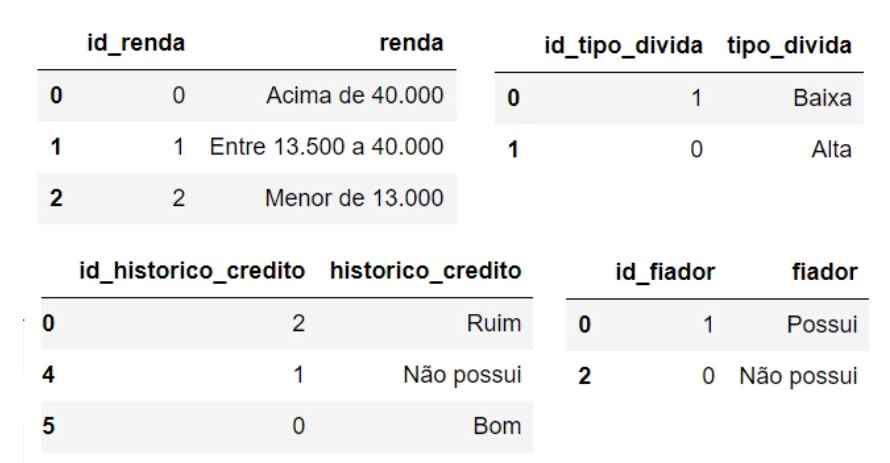 id_renda renda
0 0 Acima de 40.000
1 1 Entre 13.500 a 40.000
2 2 Menor de 13.000
id_tipo_divida tipo_divida
0 1 Baixa
1 0 Alta
id_historico_credito historico_credito
0 2 Ruim
4 1 Não possui
5 0 Bom
id_fiador fiador
0 1 Possui
2 0 Não possui